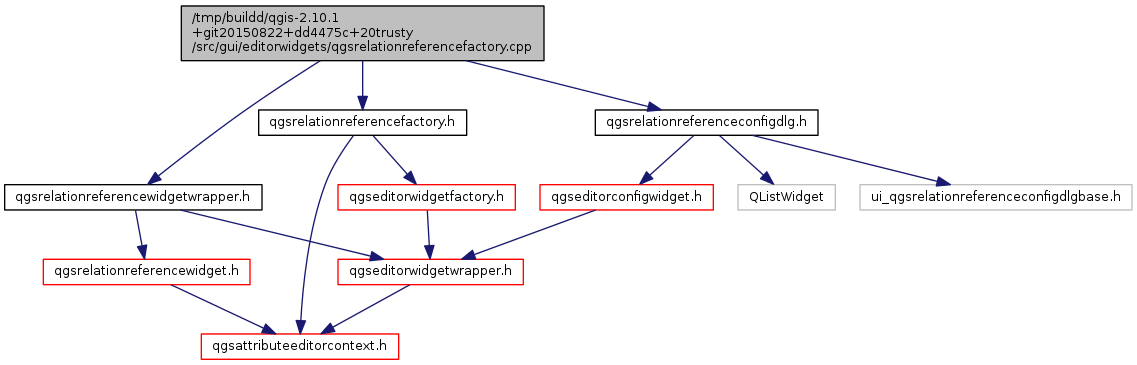 /tmp/buildd/qgis-2.10.1
+git20150822+dd4475c+20trusty
/src/gui/editorwidgets/qgsrelationreferencefactory.cpp
qgsrelationreferencefactory.h
qgsrelationreferenceconfigdlg.h
qgsrelationreferencewidgetwrapper.h
qgseditorwidgetfactory.h
qgseditorconfigwidget.h
QListWidget
ui_qgsrelationreferenceconfigdlgbase.h
qgsrelationreferencewidget.h
qgseditorwidgetwrapper.h
qgsattributeeditorcontext.h